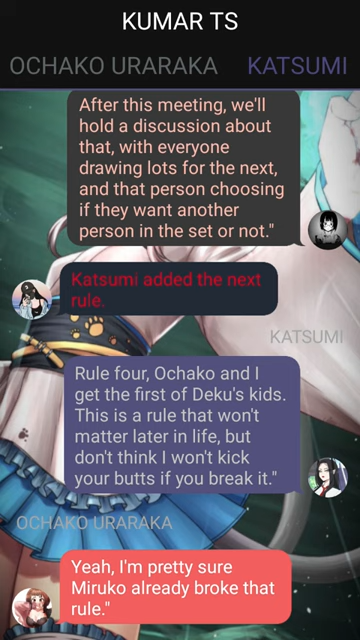 KUMAR TS
OCHAKO URARAKA KATSUMI
After this meeting, we'll
hold a discussion about
that, with everyone
drawing lots for the next,
and that person choosing
if they want another
person in the set or not."
Katsumi added the next
rule.
KATSUMI
Rule four, Ochako and I
get the first of Deku's kids.
This is a rule that won't
matter later in life, but
don't think I won't kick
your butts if you break it."
OCHAKO URARAKA
Yeah, I'm pretty sure
Miruko already broke that
rule."